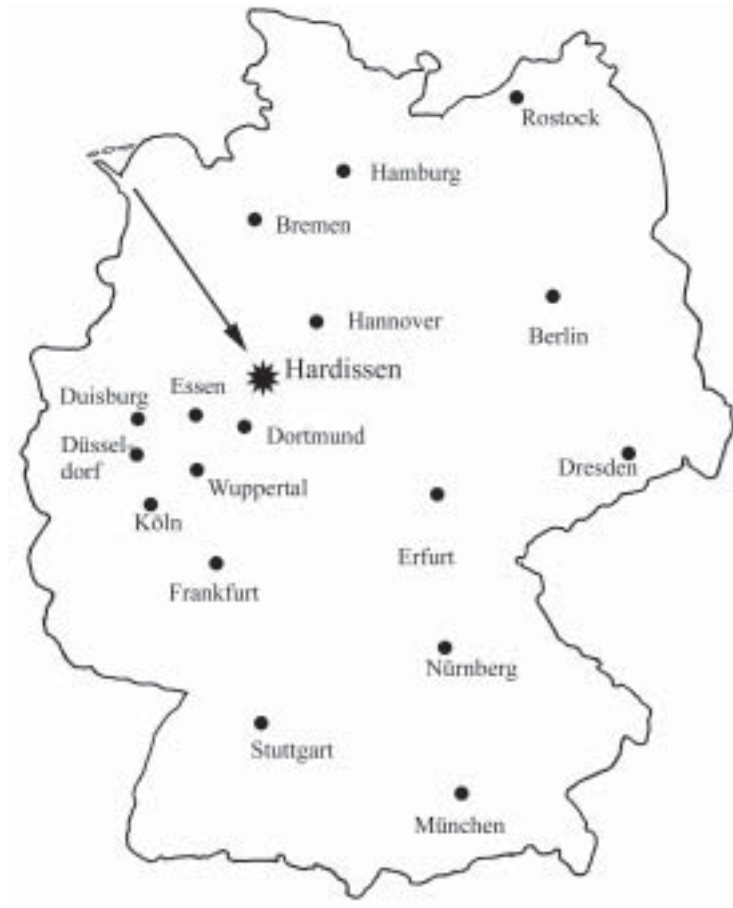 Rostock
Hamburg
Bremen
Hannover
Berlin
Hardissen
Essen
Duisburg
Dortmund
Düssel-
dorf
Dresden
Wuppertal
Köln
Erfurt
Frankfurt
Nürnberg
Stuttgart
München